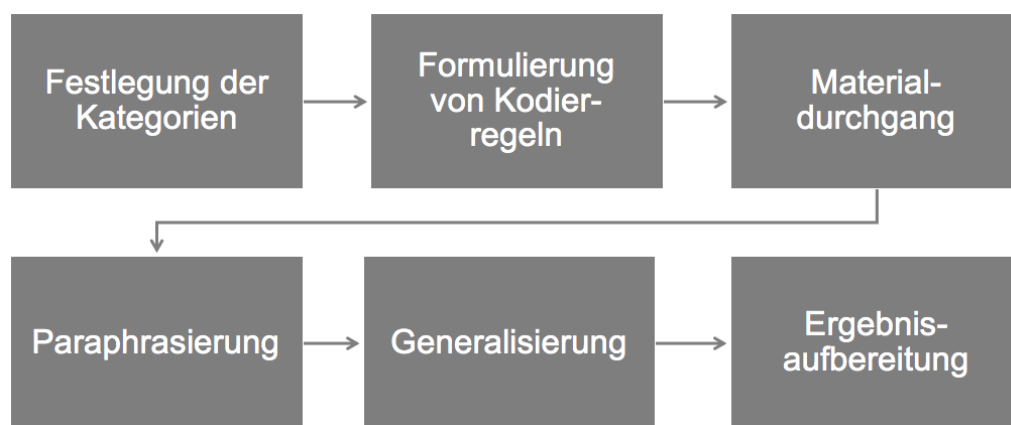 Festlegung der
Kategorien
Formulierung
von Kodier-
regeln
Material-
durchgang
Paraphrasierung
Generalisierung
Ergebnis-
aufbereitung